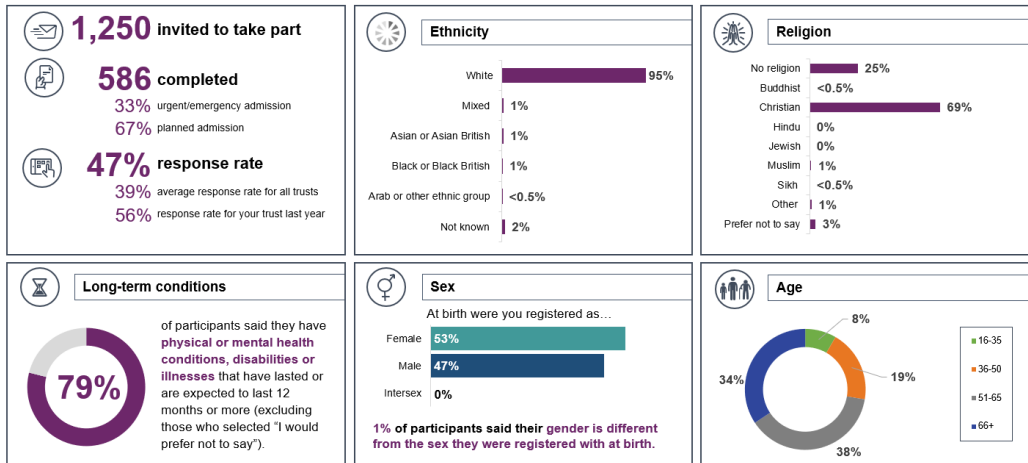 1,250 invited to take part
586 completed
33% urgent/emergency admission
67% planned admission
47% response rate
39% average response rate for all trusts
56% response rate for your trust last year
Ethnicity
White 95%
Mixed 1%
Asian or Asian British 1%
Black or Black British 1%
Arab or other ethnic group <0.5%
Not known 2%
Religion
No religion 25%
Buddhist <0.5%
Christian 69%
Hindu 0%
Jewish 0%
Muslim 1%
Sikh <0.5%
Other 1%
Prefer not to say 3%
Long-term conditions
79%
of participants said they have
physical or mental health
conditions, disabilities or
illnesses that have lasted or
are expected to last 12
months or more (excluding
those who selected “I would
prefer not to say”).
Sex
At birth were you registered as…
Female 53%
Male 47%
Intersex 0%
1% of participants said their gender is different
from the sex they were registered with at birth.
Age
8%
19%
34%
38%
16-35
36-50
51-65
66+